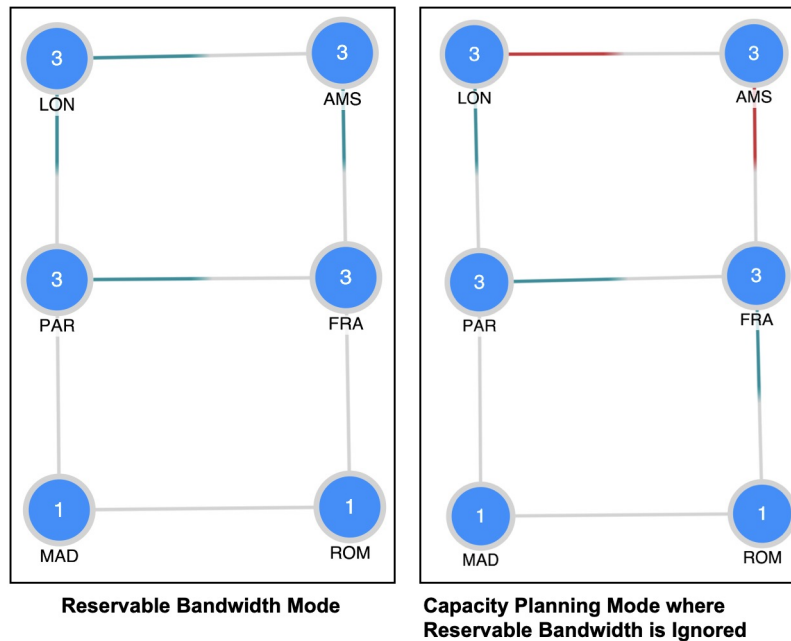 3
3
LON
AMS
3
3
PAR
FRA
1
1
MAD
ROM
Reservable Bandwidth Mode
3
3
LON
AMS
3
3
PAR
FRA
1
1
MAD
ROM
Capacity Planning Mode where
Reservable Bandwidth is Ignored